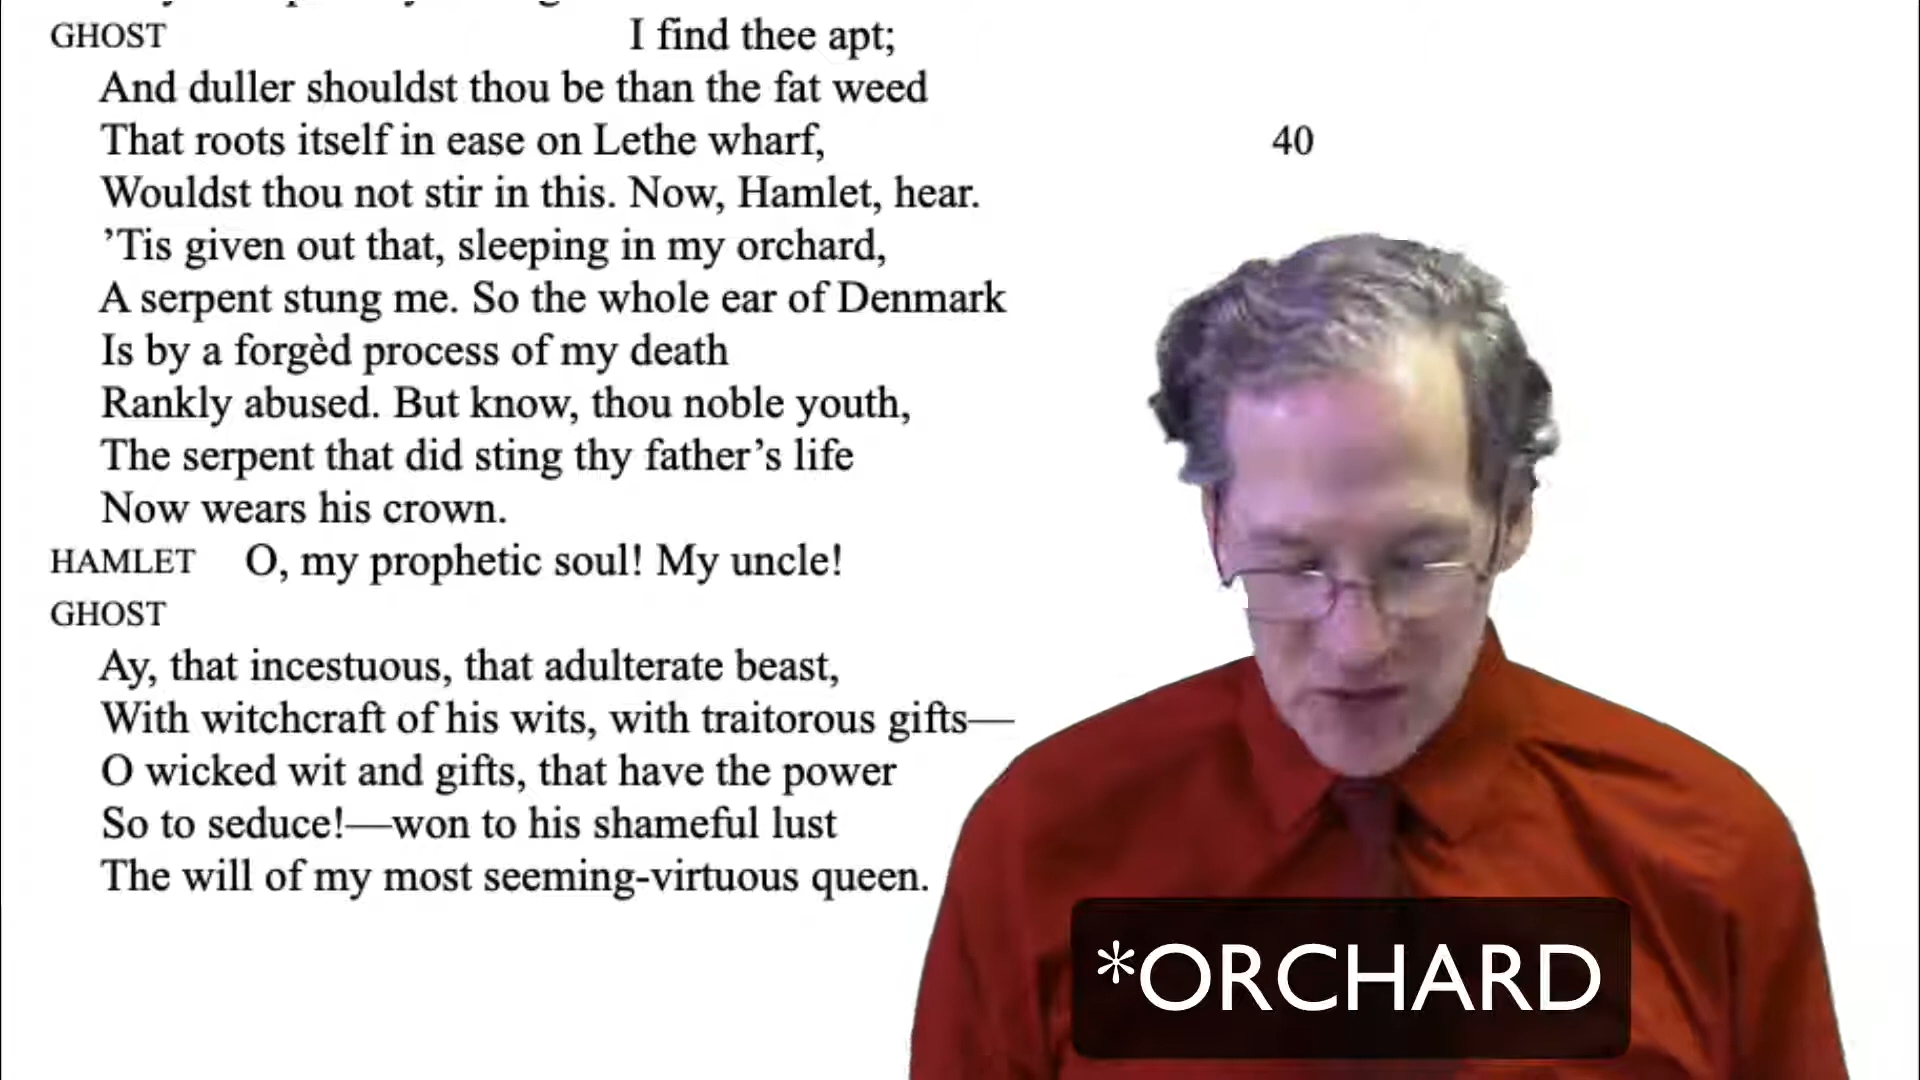 GHOST I find thee apt;
And duller shouldst thou be than the fat weed
That roots itself in ease on Lethe wharf, 40
Wouldst thou not stir in this. Now, Hamlet, hear.
’Tis given out that, sleeping in my orchard,
A serpent stung me. So the whole ear of Denmark
Is by a forgèd process of my death
Rankly abused. But know, thou noble youth,
The serpent that did sting thy father’s life
Now wears his crown.
HAMLET O, my prophetic soul! My uncle!
GHOST
Ay, that incestuous, that adulterate beast,
With witchcraft of his wits, with traitorous gifts—
O wicked wit and gifts, that have the power
So to seduce!—won to his shameful lust
The will of my most seeming-virtuous queen.
*ORCHARD